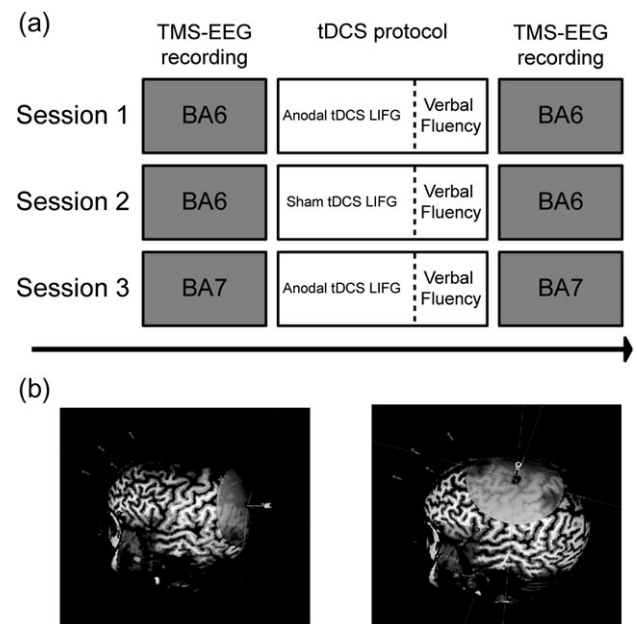 (a)
TMS-EEG recording
tDCS protocol
TMS-EEG recording
Session 1
BA6
Anodal tDCS LIFG
Verbal Fluency
BA6
Session 2
BA6
Sham tDCS LIFG
Verbal Fluency
BA6
Session 3
BA7
Anodal tDCS LIFG
Verbal Fluency
BA7
(b)